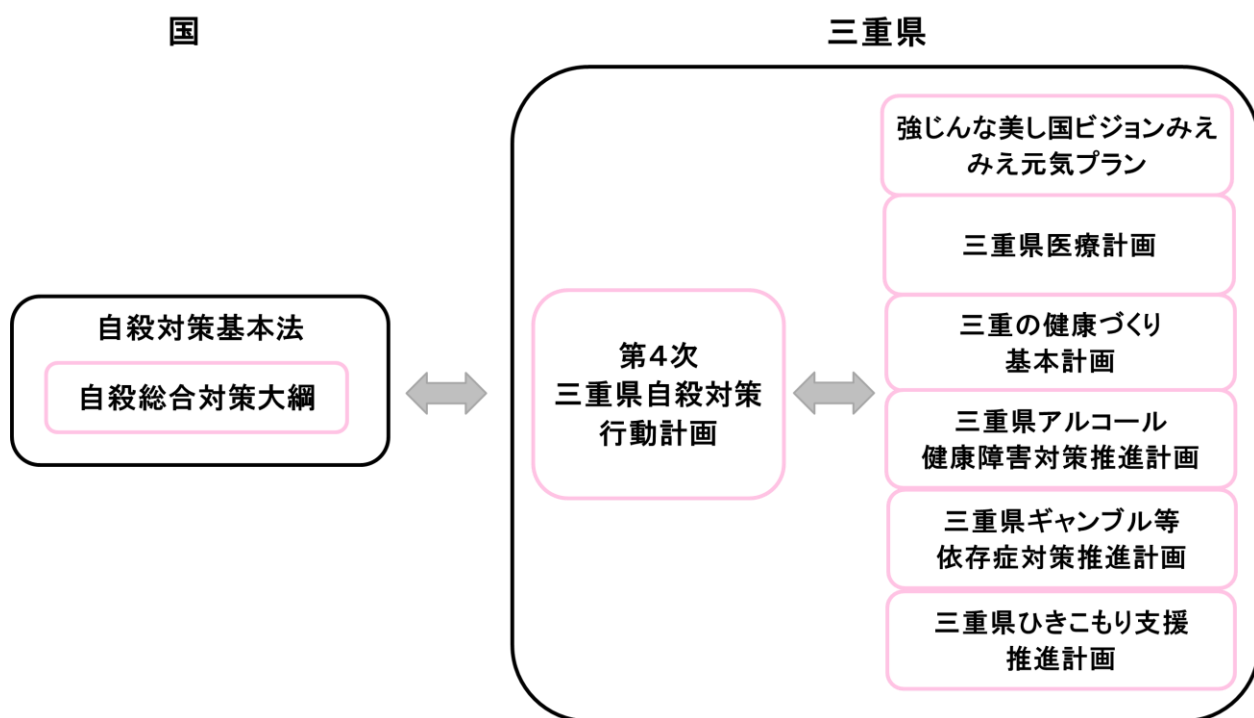 国
三重県
自殺対策基本法
自殺総合対策大綱
第4次
三重県自殺対策
行動計画
強じんな美し国ビジョンみえ
みえ元気プラン
三重県医療計画
三重の健康づくり
基本計画
三重県アルコール
健康障害対策推進計画
三重県ギャンブル等
依存症対策推進計画
三重県ひきこもり支援
推進計画